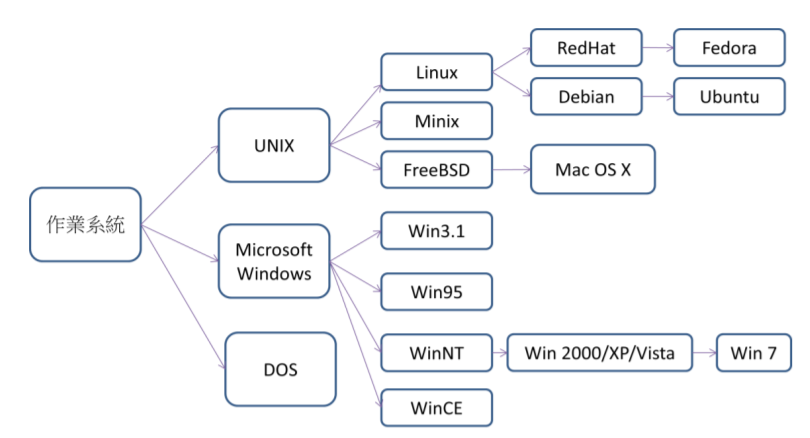 作業系統
UNIX
Linux
RedHat
Fedora
Debian
Ubuntu
Minix
FreeBSD
Mac OS X
Microsoft
Windows
Win3.1
Win95
WinNT
Win 2000/XP/Vista
Win 7
WinCE
DOS